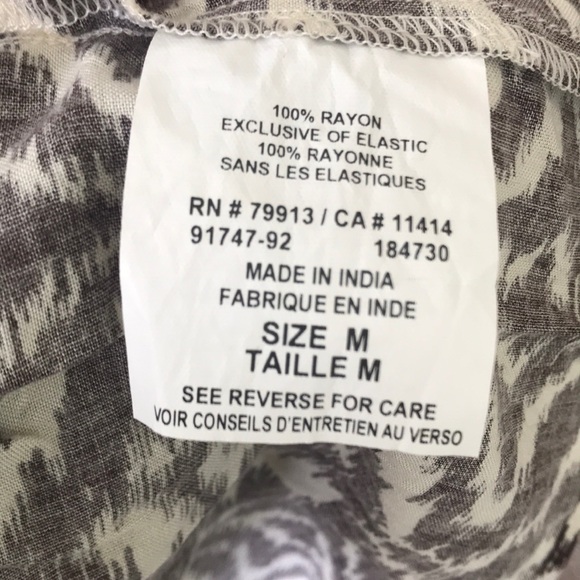 100% RAYON
EXCLUSIVE OF ELASTIC
100% RAYONNE
SANS LES ELASTIQUES
RN # 79913 / CA # 11414
91747-92 184730
MADE IN INDIA
FABRIQUE EN INDE
SIZE M
TAILLE M
SEE REVERSE FOR CARE
VOIR CONSEILS D'ENTRETIEN AU VERSO